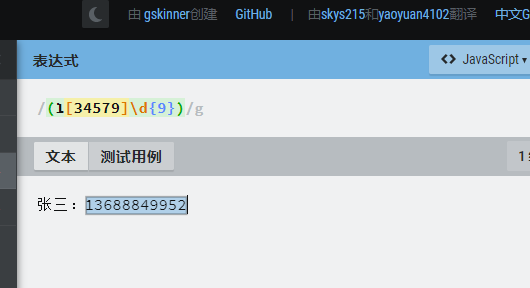 由 gskinner创建 GitHub | 由skys215和yaoyuan4102翻译 中文G
表达式 <> JavaScript ▾
/(1[34579]\d{9})/g
文本 测试用例 1
张三：13688849952